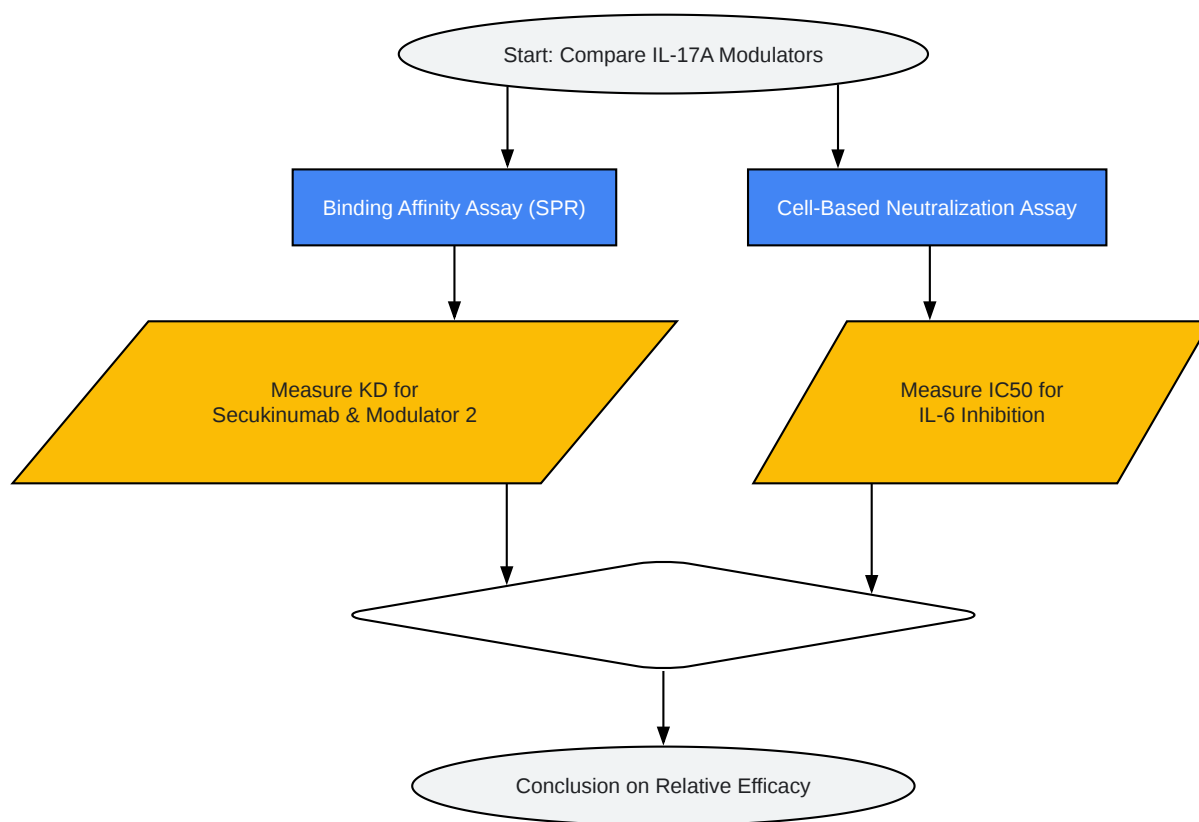 Start: Compare IL-17A Modulators
Binding Affinity Assay (SPR)
Cell-Based Neutralization Assay
Measure KD for
Secukinumab & Modulator 2
Measure IC50 for
IL-6 Inhibition
Conclusion on Relative Efficacy